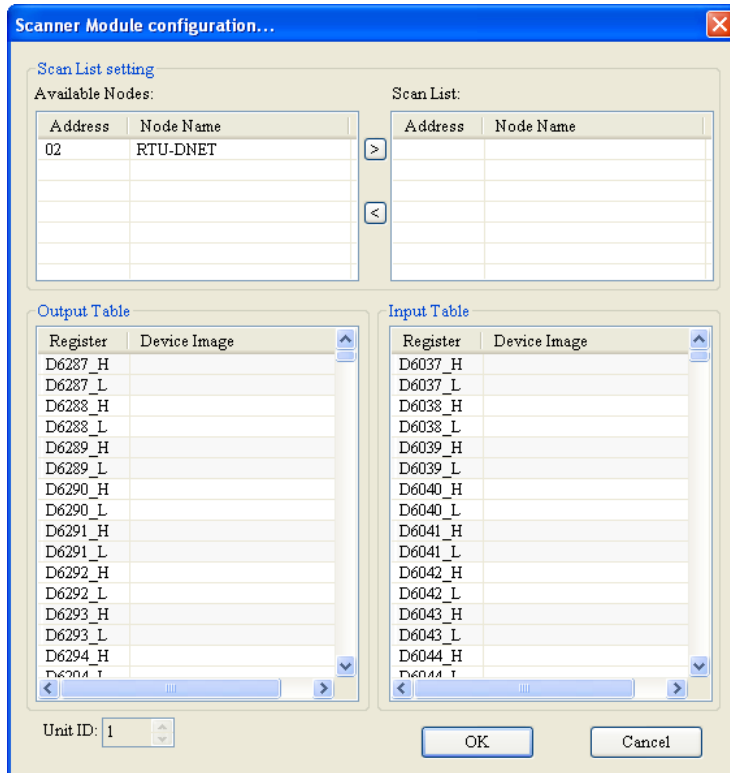 Scanner Module configuration...
Scan List setting
Available Nodes:
Address Node Name
02 RTU-DNET
>
<
Scan List:
Address Node Name
Output Table
Register Device Image
D6287_H
D6287_L
D6288_H
D6288_L
D6289_H
D6289_L
D6290_H
D6290_L
D6291_H
D6291_L
D6292_H
D6292_L
D6293_H
D6293_L
D6294_H
D6294_L
Input Table
Register Device Image
D6037_H
D6037_L
D6038_H
D6038_L
D6039_H
D6039_L
D6040_H
D6040_L
D6041_H
D6041_L
D6042_H
D6042_L
D6043_H
D6043_L
D6044_H
D6044_L
Unit ID: 1
OK
Cancel